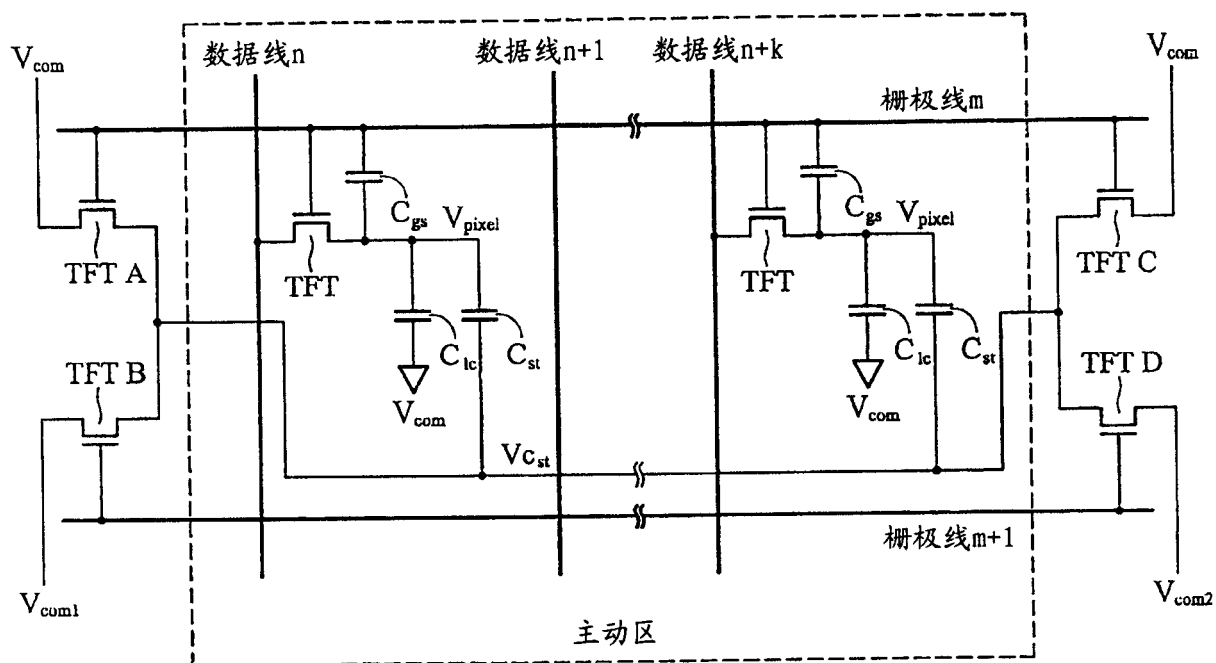 数据线n 数据线n+1 数据线n+k
V_com V_com
栅极线m
C_gs C_gs
V_pixel V_pixel
TFT A TFT TFT TFT C
C_lc C_st C_lc C_st
TFT B TFT D
V_com V_com
Vc_st
栅极线m+1
V_com1 V_com2
主动区